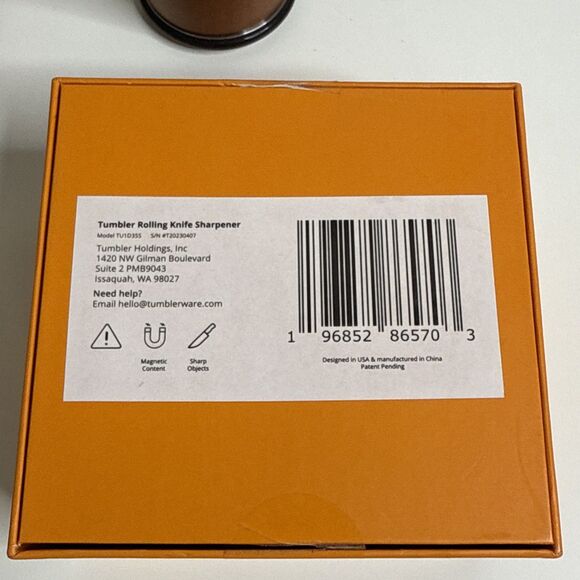 Tumbler Rolling Knife Sharpener
Model TU1D35S S/N #T20230407
Tumbler Holdings, Inc
1420 NW Gilman Boulevard
Suite 2 PMB9043
Issaquah, WA 98027
Need help?
Email hello@tumblerware.com
Magnetic
Content
Sharp
Objects
1 96852 86570 3
Designed in USA & manufactured in China
Patent Pending